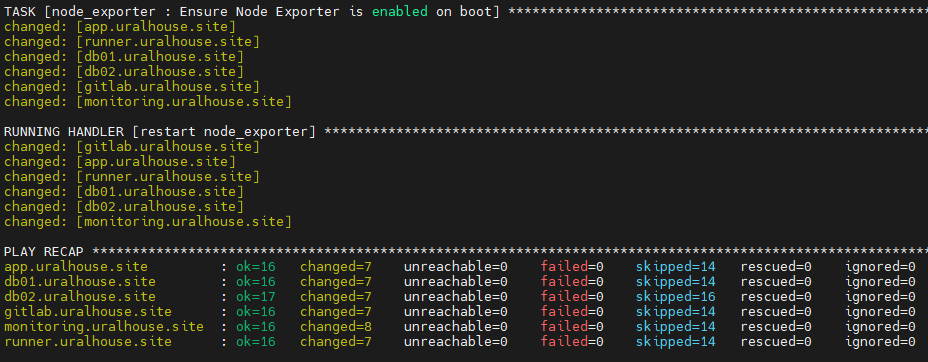 TASK [node_exporter : Ensure Node Exporter is enabled on boot] ****************************************************
changed: [app.uralhouse.site]
changed: [runner.uralhouse.site]
changed: [db01.uralhouse.site]
changed: [db02.uralhouse.site]
changed: [gitlab.uralhouse.site]
changed: [monitoring.uralhouse.site]
RUNNING HANDLER [restart node_exporter] ***************************************************************************
changed: [gitlab.uralhouse.site]
changed: [app.uralhouse.site]
changed: [runner.uralhouse.site]
changed: [db01.uralhouse.site]
changed: [db02.uralhouse.site]
changed: [monitoring.uralhouse.site]
PLAY RECAP ********************************************************************************************************
app.uralhouse.site         : ok=16   changed=7    unreachable=0    failed=0    skipped=14   rescued=0    ignored=0
db01.uralhouse.site        : ok=16   changed=7    unreachable=0    failed=0    skipped=14   rescued=0    ignored=0
db02.uralhouse.site        : ok=17   changed=7    unreachable=0    failed=0    skipped=16   rescued=0    ignored=0
gitlab.uralhouse.site      : ok=16   changed=7    unreachable=0    failed=0    skipped=14   rescued=0    ignored=0
monitoring.uralhouse.site  : ok=16   changed=8    unreachable=0    failed=0    skipped=14   rescued=0    ignored=0
runner.uralhouse.site      : ok=16   changed=7    unreachable=0    failed=0    skipped=14   rescued=0    ignored=0